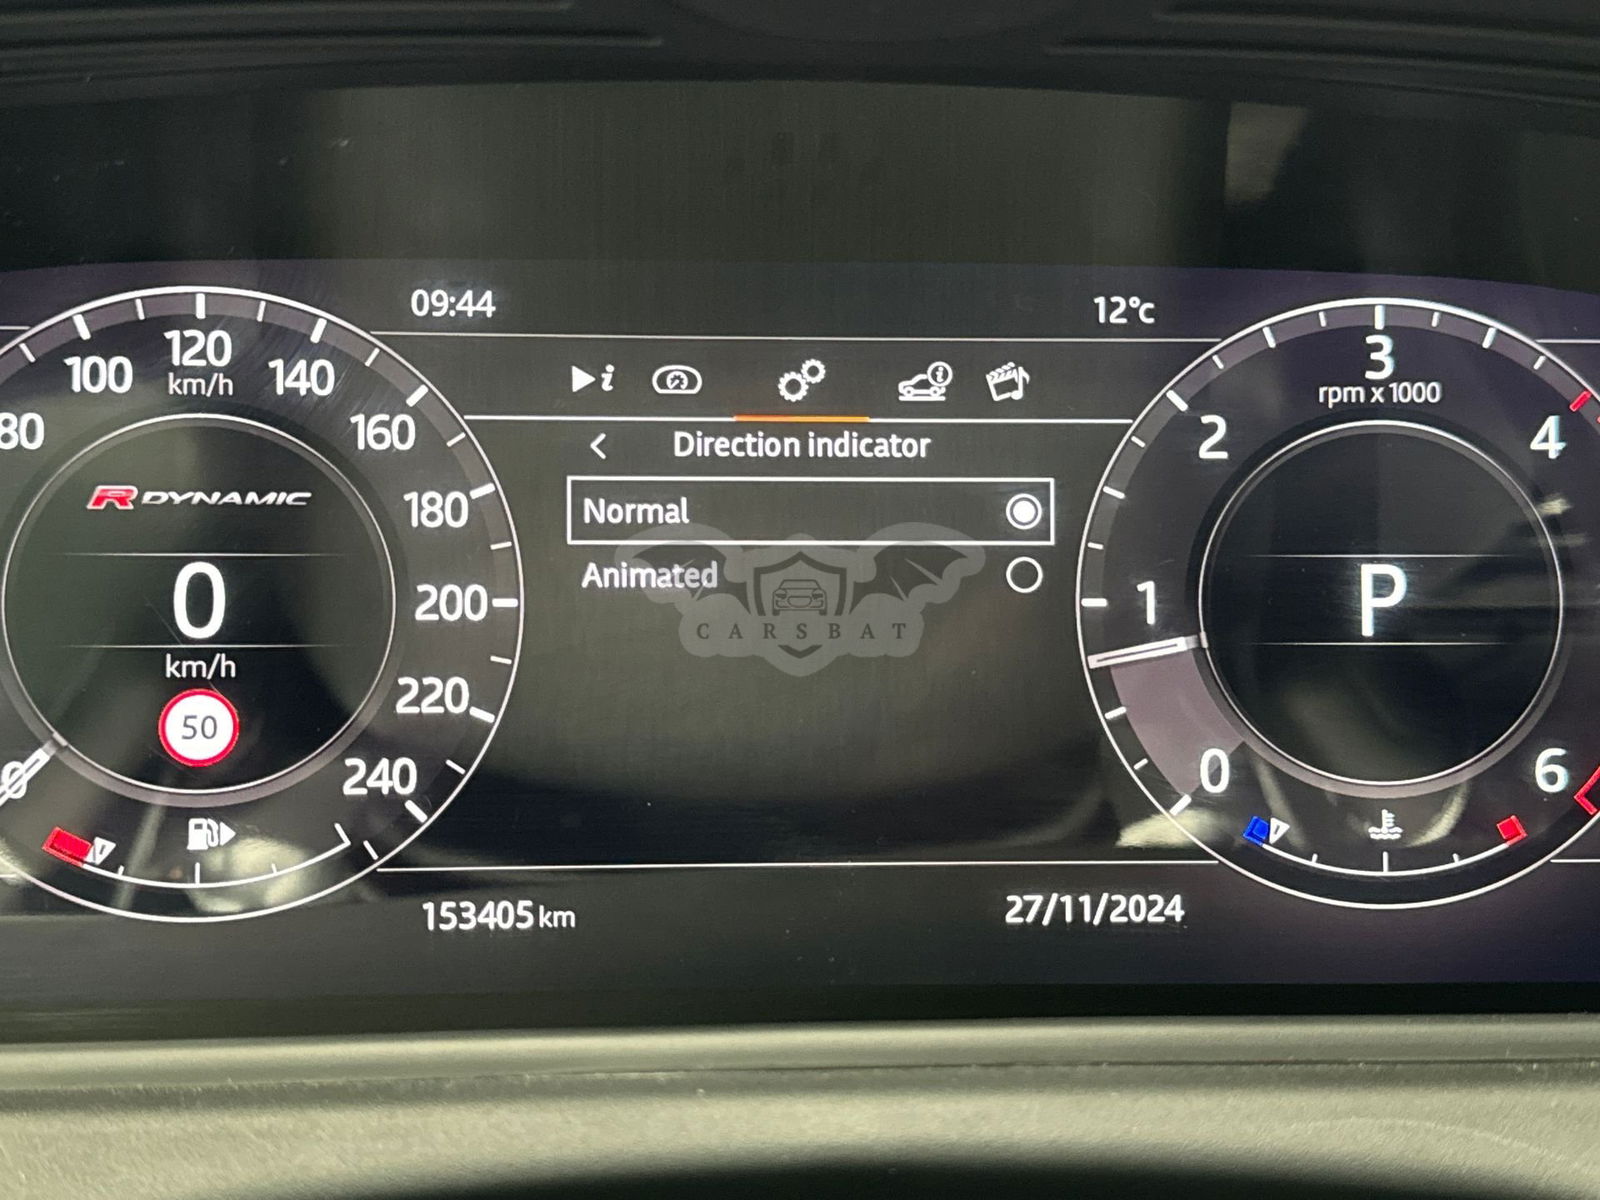 09:44
12°C
100
120
km/h
140
80
160
180
200
220
240
R DYNAMIC
0
km/h
50
i
Direction indicator
Normal
Animated
CARSBAT
3
rpm x 1000
2
4
1
P
0
6
153405 km
27/11/2024